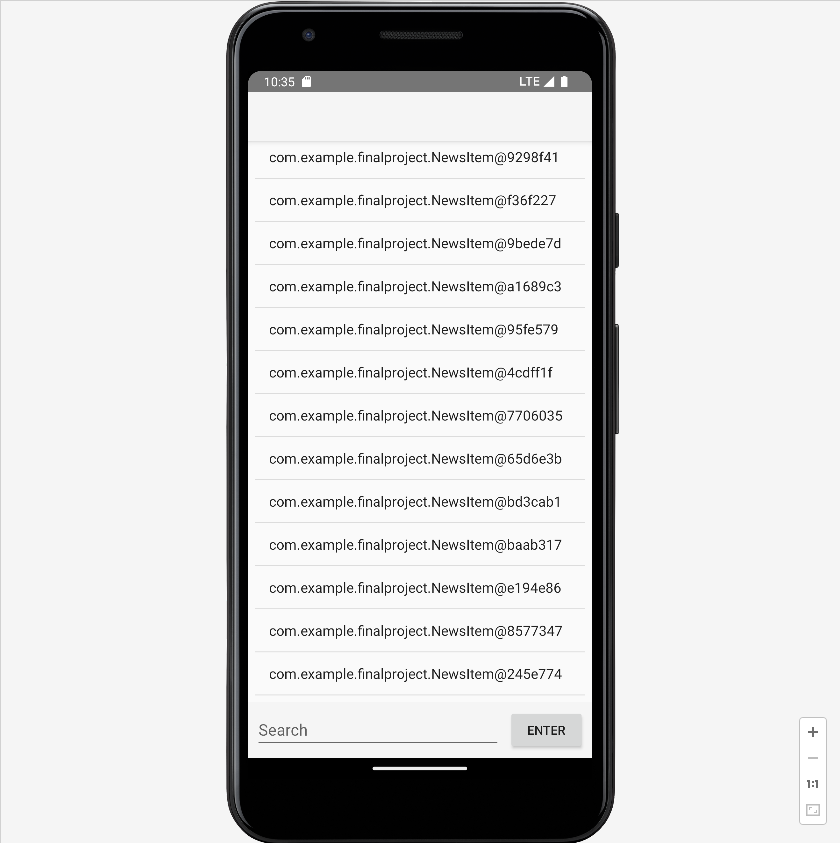 10:35 LTE
com.example.finalproject.NewsItem@9298f41
com.example.finalproject.NewsItem@f36f227
com.example.finalproject.NewsItem@9bede7d
com.example.finalproject.NewsItem@a1689c3
com.example.finalproject.NewsItem@95fe579
com.example.finalproject.NewsItem@4cdff1f
com.example.finalproject.NewsItem@7706035
com.example.finalproject.NewsItem@65d6e3b
com.example.finalproject.NewsItem@bd3cab1
com.example.finalproject.NewsItem@baab317
com.example.finalproject.NewsItem@e194e86
com.example.finalproject.NewsItem@8577347
com.example.finalproject.NewsItem@245e774
Search ENTER
+
−
1:1